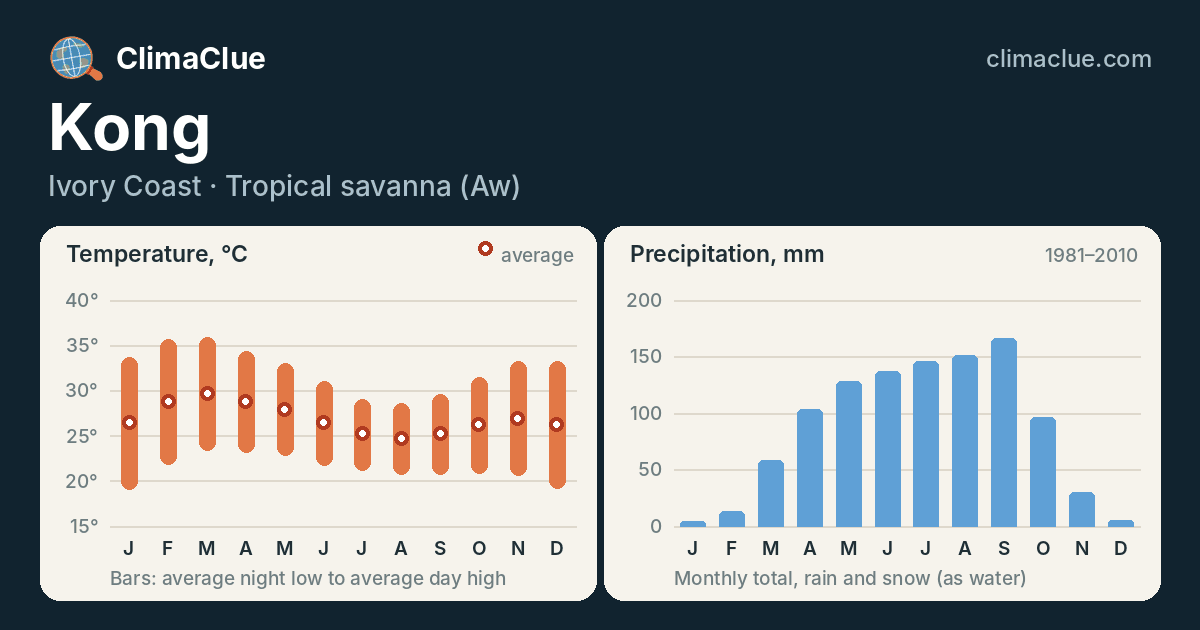 ClimaClue
climaclue.com
Kong
Ivory Coast · Tropical savanna (Aw)
Temperature, °C
average
40°
35°
30°
25°
20°
15°
J F M A M J J A S O N D
Bars: average night low to average day high
Precipitation, mm
1981–2010
200
150
100
50
0
J F M A M J J A S O N D
Monthly total, rain and snow (as water)